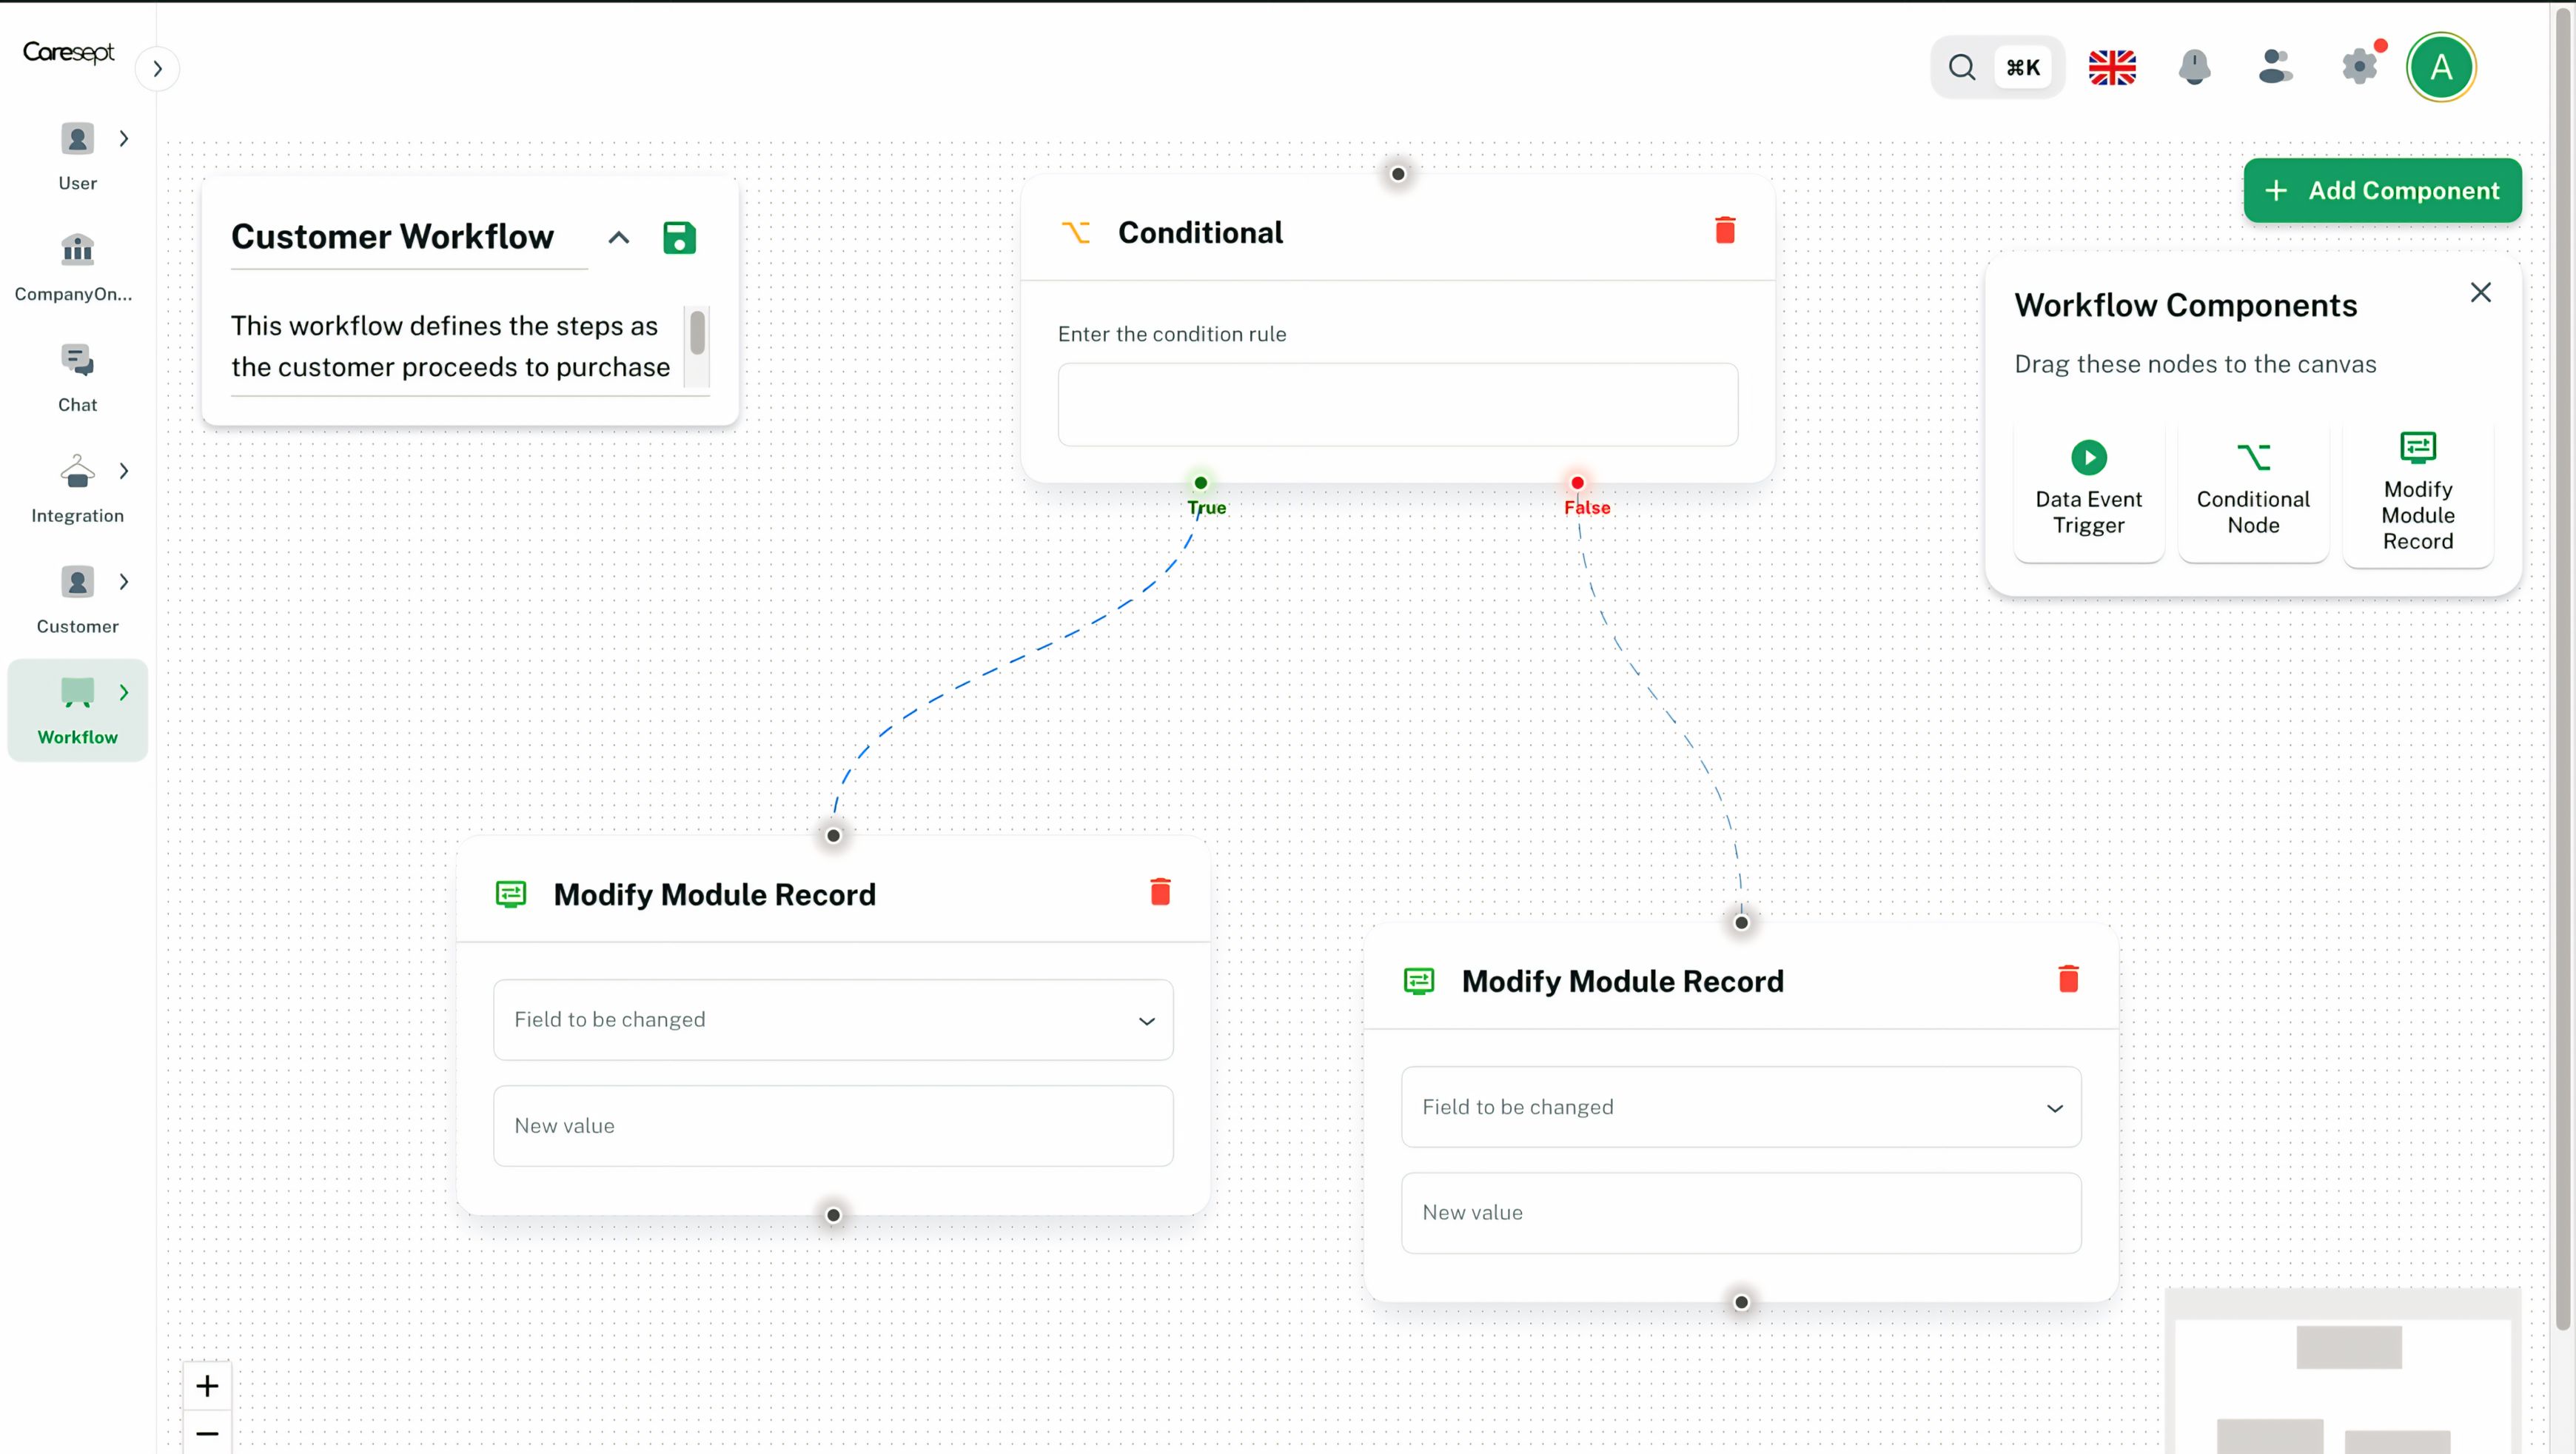 Caresept
⌘K
A
User
CompanyOn...
Chat
Integration
Customer
Workflow
Customer Workflow
This workflow defines the steps as
the customer proceeds to purchase
Conditional
Enter the condition rule
True
False
Add Component
Workflow Components
Drag these nodes to the canvas
Data Event
Trigger
Conditional
Node
Modify
Module
Record
Modify Module Record
Field to be changed
New value
Modify Module Record
Field to be changed
New value